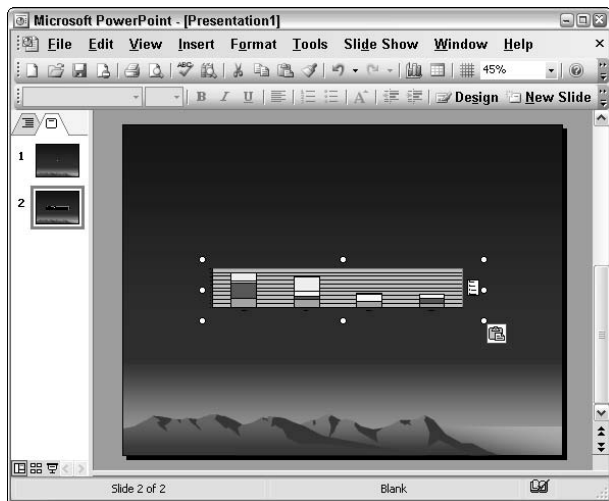 Microsoft PowerPoint - [Presentation1]
File Edit View Insert Format Tools Slide Show Window Help
45%
B I U A Design New Slide
1
2
Slide 2 of 2 Blank